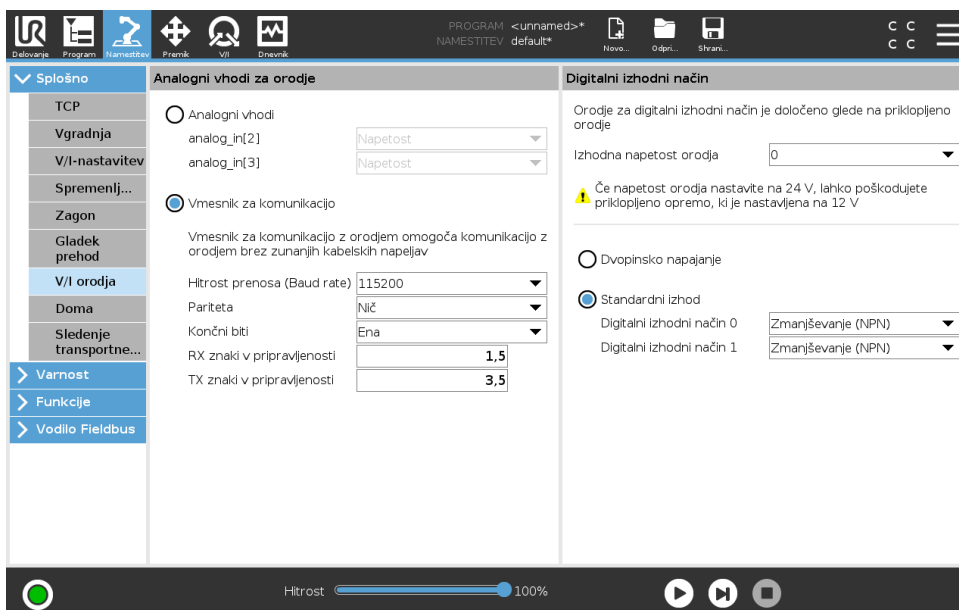 UR
PROGRAM <unnamed>*
NAMESTITEV default*
Delovanje Program Namestitev Premik V/I Dnevnik Novo... Odpri... Shrani...
C C
C C
Splošno
TCP
Vgradnja
V/I-nastavitev
Spremenlj...
Zagon
Gladek
prehod
V/I orodja
Doma
Sledenje
transportne...
Varnost
Funkcije
Vodilo Fieldbus
Analogni vhodi za orodje
Analogni vhodi
analog_in[2] Napetost
analog_in[3] Napetost
Vmesnik za komunikacijo
Vmesnik za komunikacijo z orodjem omogoča komunikacijo z
orodjem brez zunanjih kabelskih napeljav
Hitrost prenosa (Baud rate) 115200
Pariteta Nič
Končni biti Ena
RX znaki v pripravljenosti 1,5
TX znaki v pripravljenosti 3,5
Digitalni izhodni način
Orodje za digitalni izhodni način je določeno glede na priklopljeno
orodje
Izhodna napetost orodja 0
Če napetost orodja nastavite na 24 V, lahko poškodujete
priklopljeno opremo, ki je nastavljena na 12 V
Dvopinsko napajanje
Standardni izhod
Digitalni izhodni način 0 Zmanjševanje (NPN)
Digitalni izhodni način 1 Zmanjševanje (NPN)
Hitrost 100%